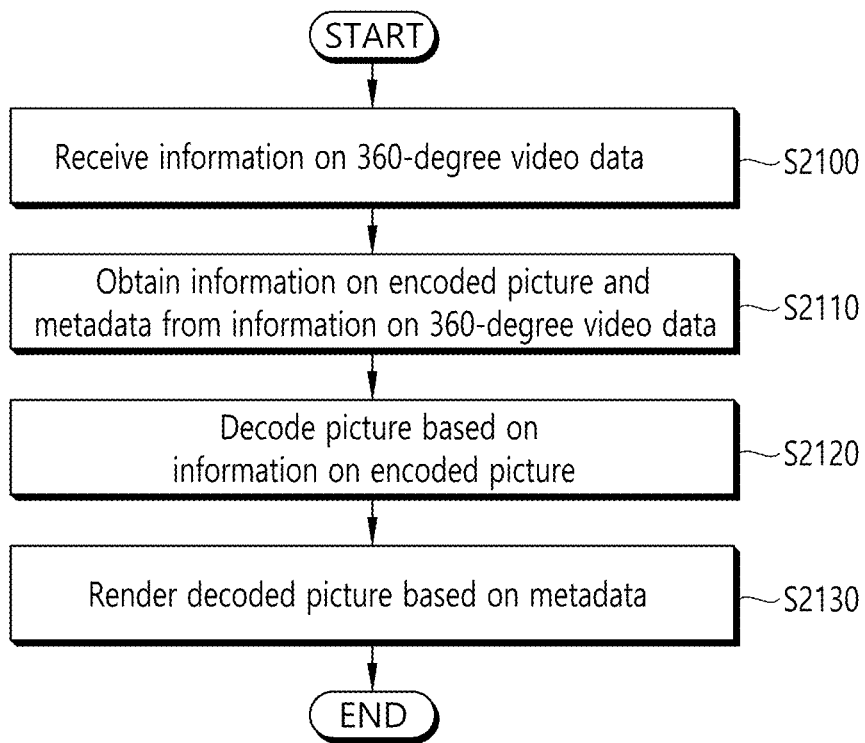 START
Receive information on 360-degree video data
S2100
Obtain information on encoded picture and
metadata from information on 360-degree video data
S2110
Decode picture based on
information on encoded picture
S2120
Render decoded picture based on metadata
S2130
END